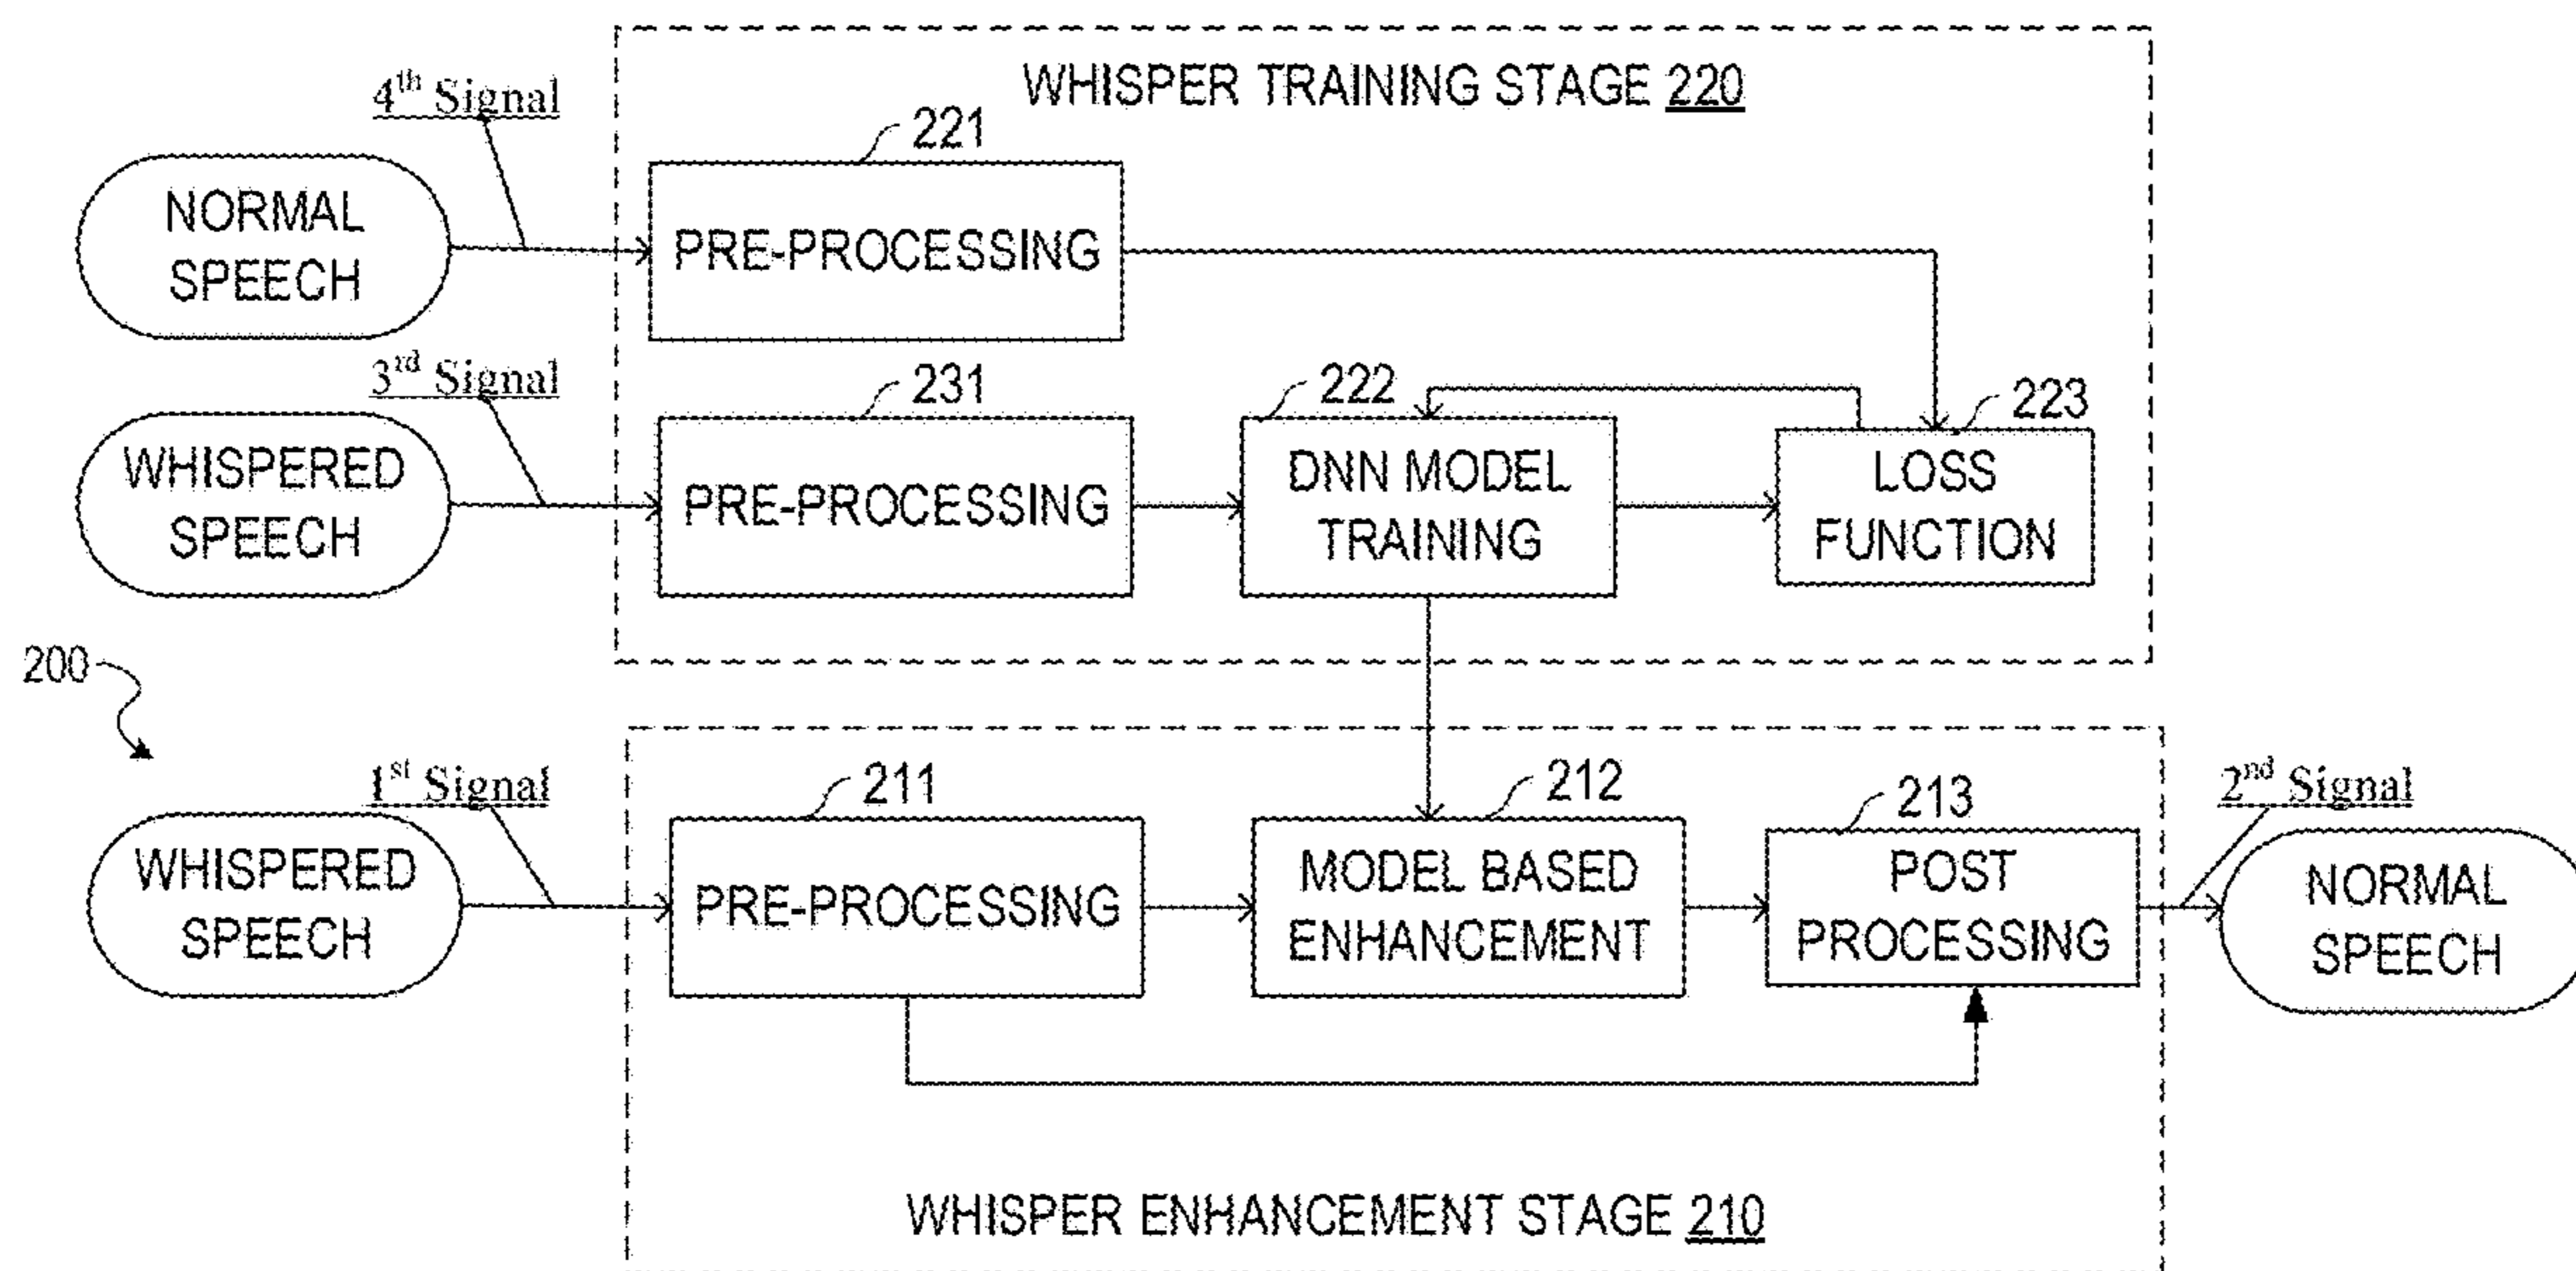 WHISPER TRAINING STAGE 220
4th Signal
221
NORMAL
SPEECH
PRE-PROCESSING
3rd Signal
231
222
223
WHISPERED
SPEECH
PRE-PROCESSING
DNN MODEL
TRAINING
LOSS
FUNCTION
200
1st Signal
211
212
213
2nd Signal
WHISPERED
SPEECH
PRE-PROCESSING
MODEL BASED
ENHANCEMENT
POST
PROCESSING
NORMAL
SPEECH
WHISPER ENHANCEMENT STAGE 210